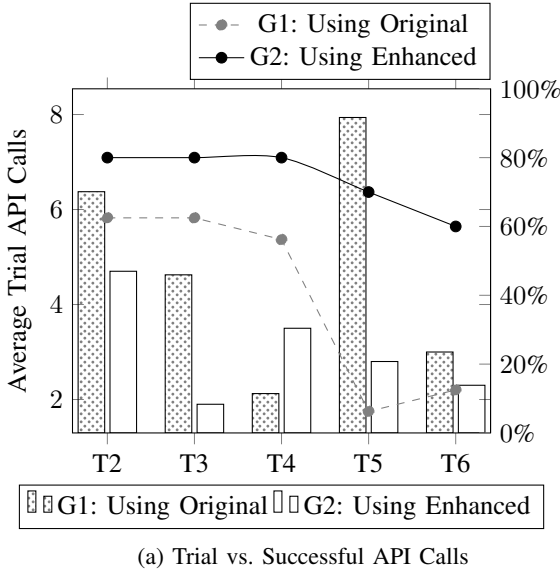 G1: Using Original
G2: Using Enhanced
100%
8
80%
6
60%
40%
4
20%
2
0%
Average Trial API Calls
T2 T3 T4 T5 T6
G1: Using Original G2: Using Enhanced
(a) Trial vs. Successful API Calls